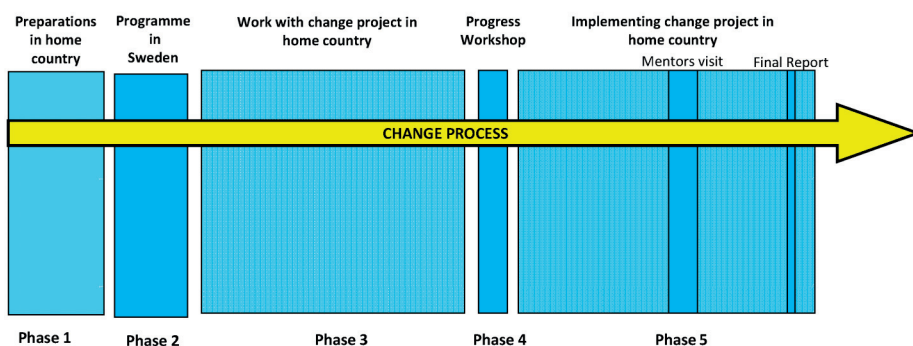 Preparations
in home
country
Programme
in
Sweden
Work with change project in
home country
Progress
Workshop
Implementing change project in
home country
Mentors visit
Final Report
CHANGE PROCESS
Phase 1
Phase 2
Phase 3
Phase 4
Phase 5